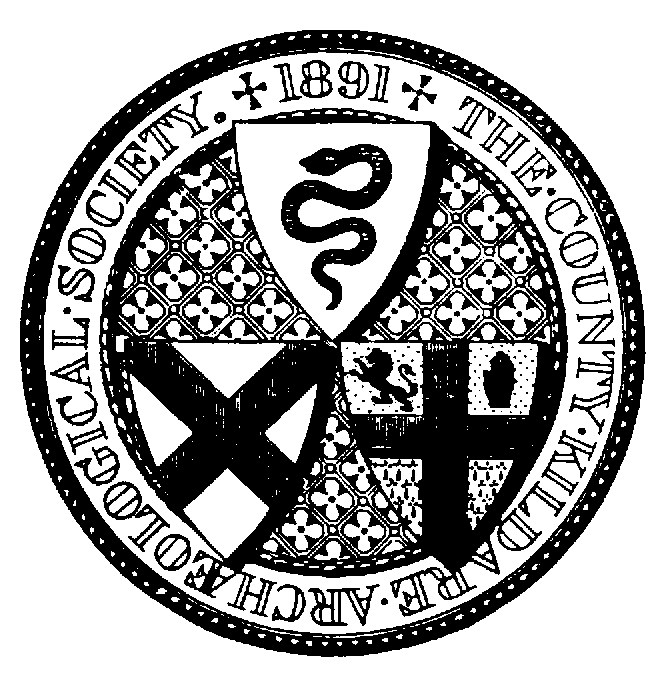 ✠ 1891 ✠ THE · COUNTY · KILDARE · ARCHÆOLOGICAL · SOCIETY.